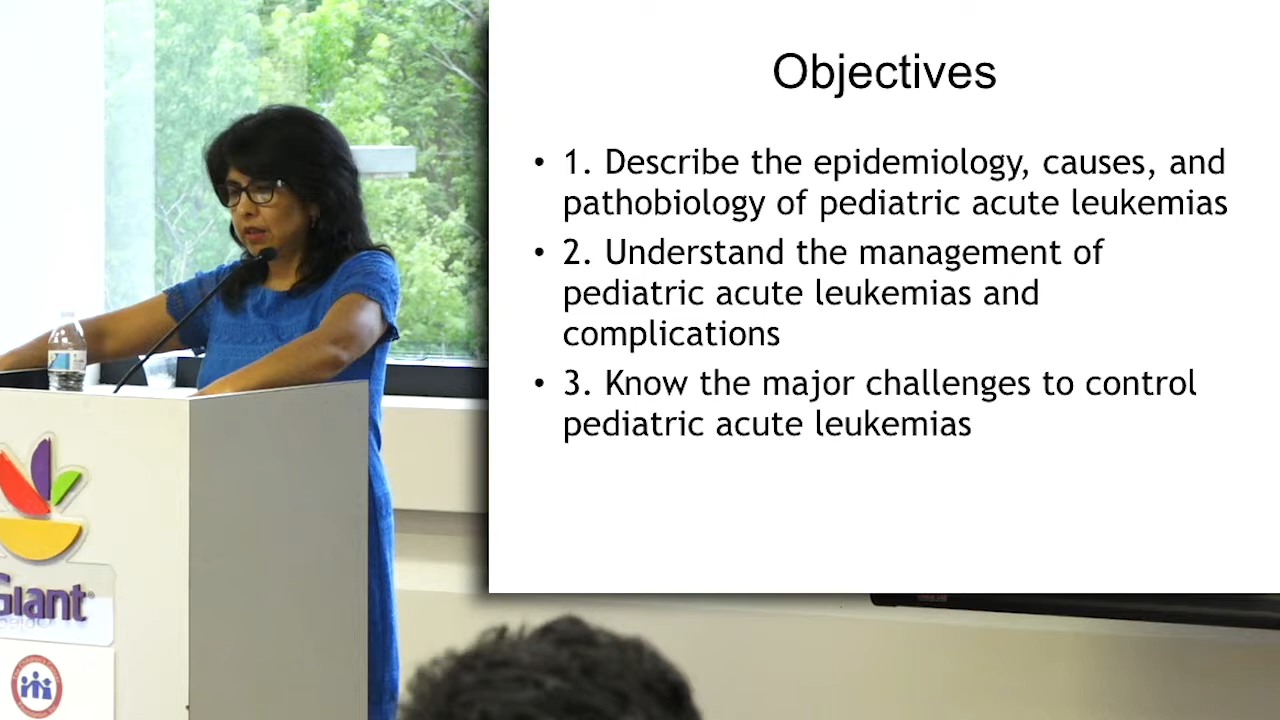 Objectives
• 1. Describe the epidemiology, causes, and
pathobiology of pediatric acute leukemias
• 2. Understand the management of
pediatric acute leukemias and
complications
• 3. Know the major challenges to control
pediatric acute leukemias
Giant®